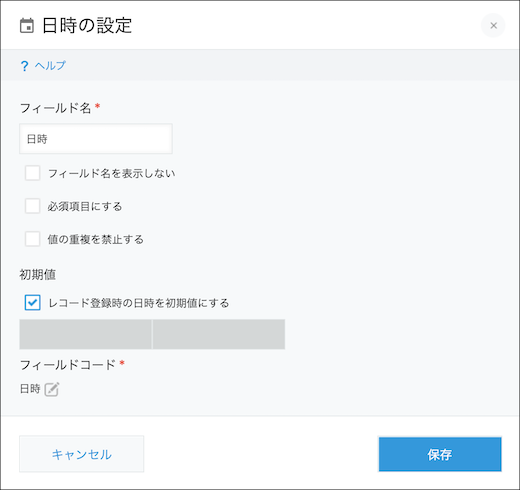 日時の設定
? ヘルプ
フィールド名 *
日時
フィールド名を表示しない
必須項目にする
値の重複を禁止する
初期値
レコード登録時の日時を初期値にする
フィールドコード *
日時
キャンセル
保存